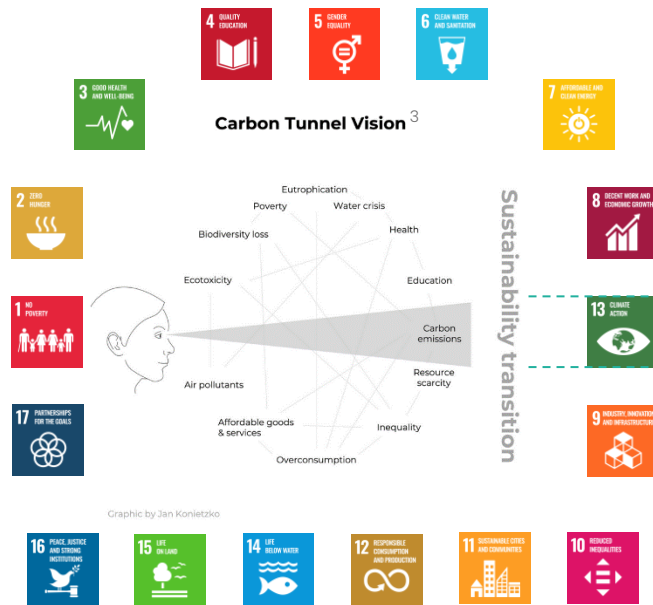 4 QUALITY
EDUCATION
5 GENDER
EQUALITY
6 CLEAN WATER
AND SANITATION
3 GOOD HEALTH
AND WELL-BEING
7 AFFORDABLE AND
CLEAN ENERGY
Carbon Tunnel Vision 3
2 ZERO
HUNGER
8 DECENT WORK AND
ECONOMIC GROWTH
Eutrophication
Poverty
Water crisis
Biodiversity loss
Health
Ecotoxicity
Education
Sustainability transition
1 NO
POVERTY
13 CLIMATE
ACTION
Carbon
emissions
Air pollutants
Resource
scarcity
17 PARTNERSHIPS
FOR THE GOALS
9 INDUSTRY, INNOVATION
AND INFRASTRUCTURE
Affordable goods
& services
Inequality
Overconsumption
Graphic by Jan Konietzko
16 PEACE, JUSTICE
AND STRONG
INSTITUTIONS
15 LIFE
ON LAND
14 LIFE
BELOW WATER
12 RESPONSIBLE
CONSUMPTION
AND PRODUCTION
11 SUSTAINABLE CITIES
AND COMMUNITIES
10 REDUCED
INEQUALITIES